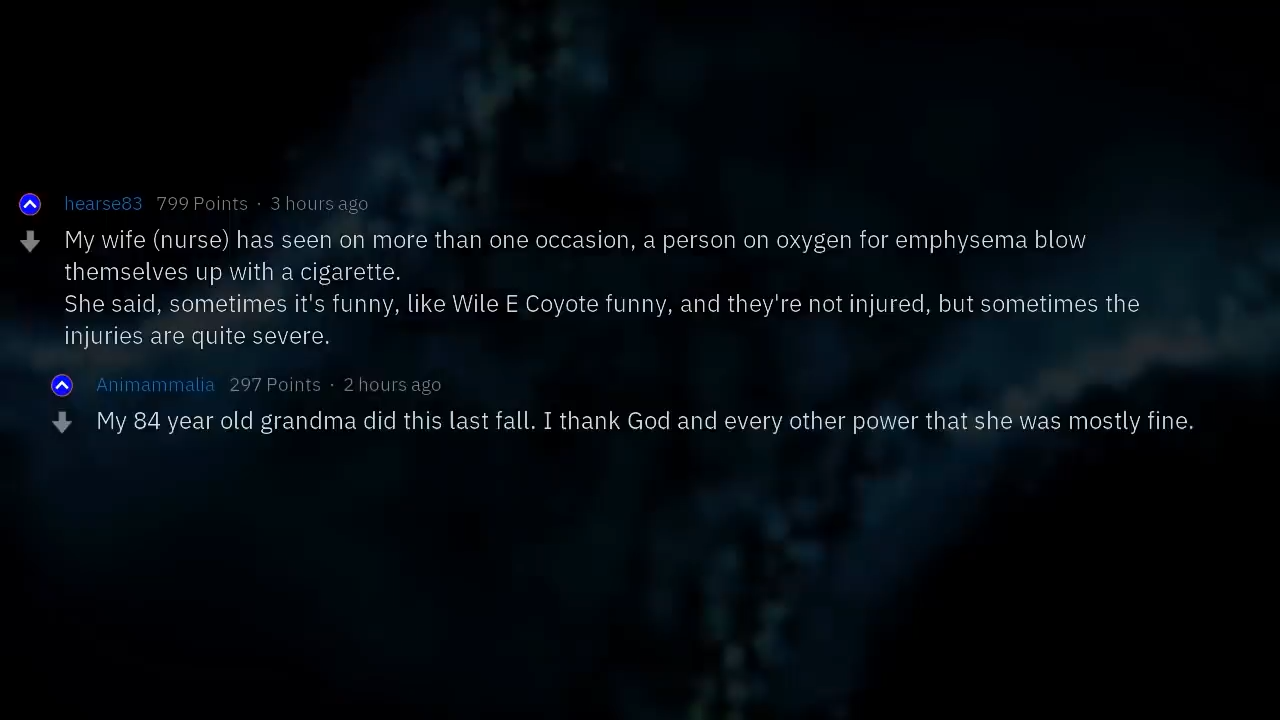 hearse83 799 Points · 3 hours ago
My wife (nurse) has seen on more than one occasion, a person on oxygen for emphysema blow
themselves up with a cigarette.
She said, sometimes it's funny, like Wile E Coyote funny, and they're not injured, but sometimes the
injuries are quite severe.
Animammalia 297 Points · 2 hours ago
My 84 year old grandma did this last fall. I thank God and every other power that she was mostly fine.